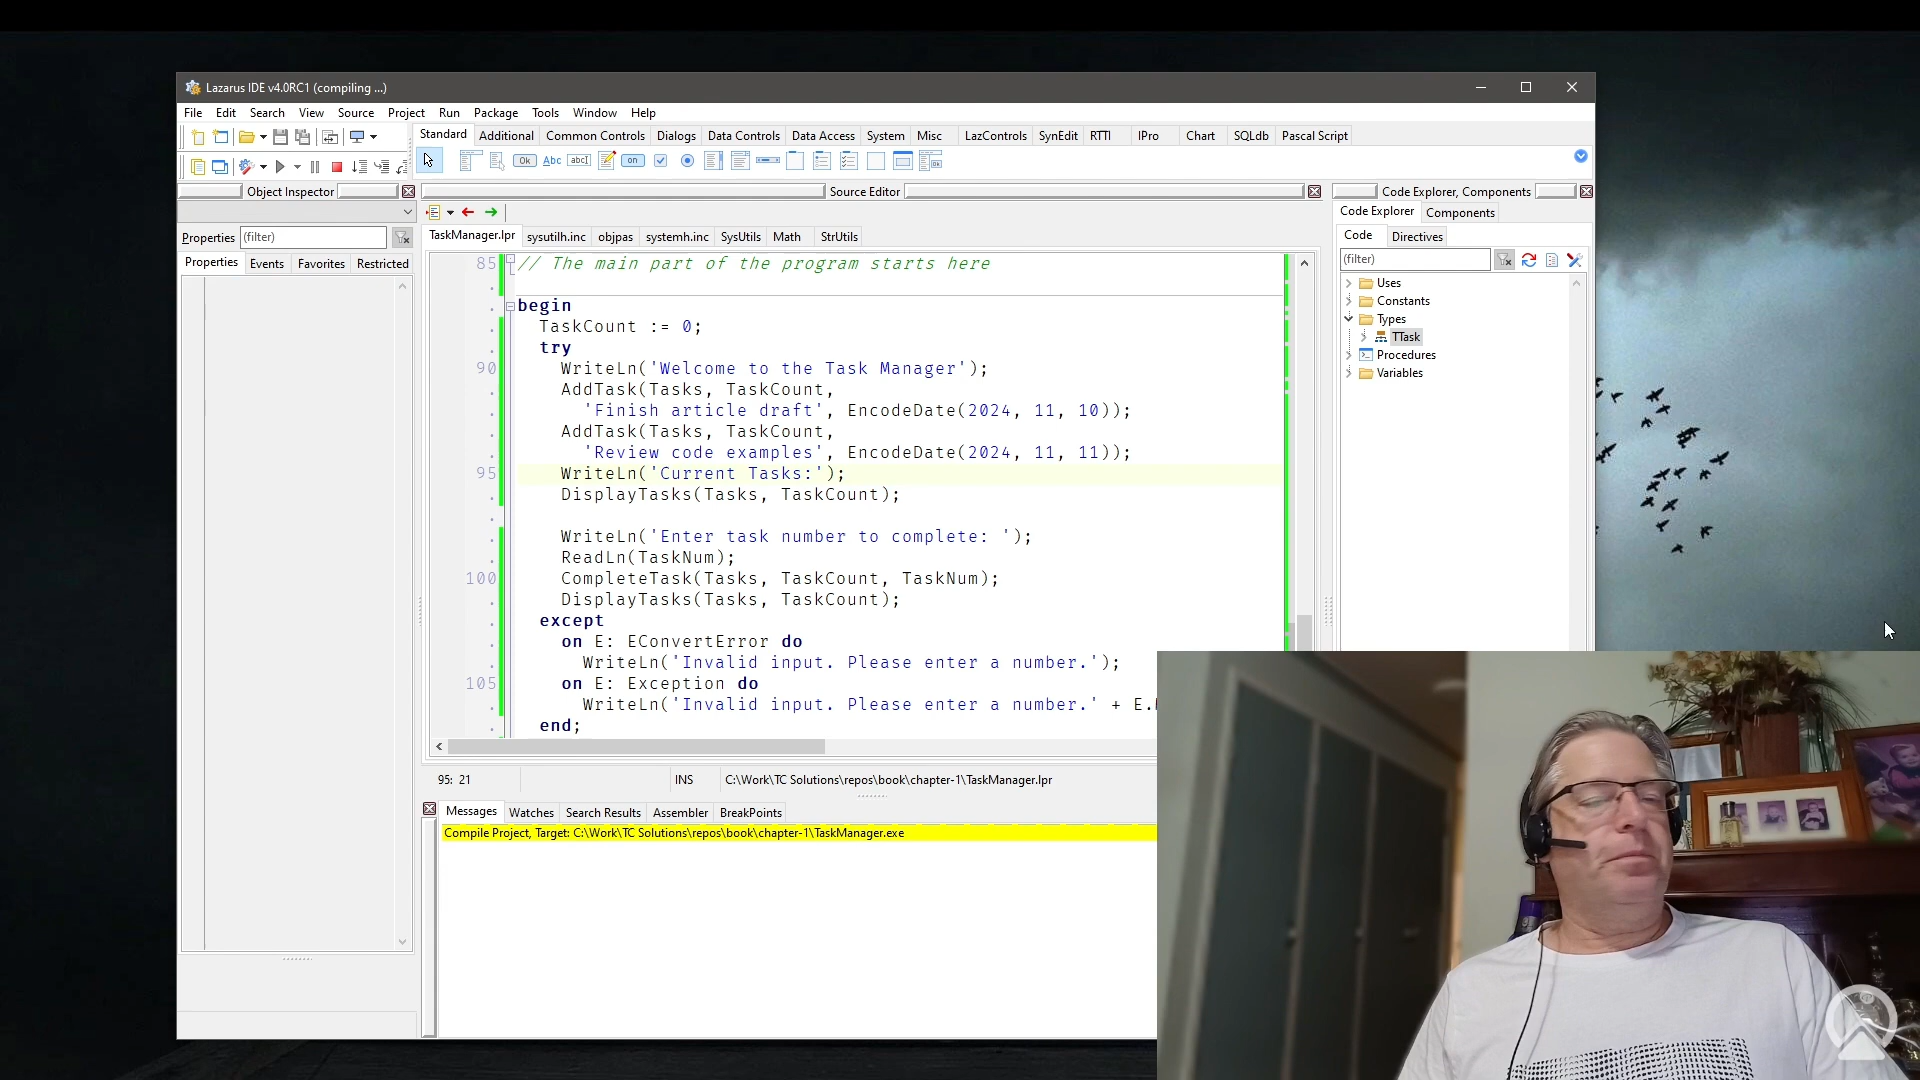 Lazarus IDE v4.0RC1 (compiling ...)
File Edit Search View Source Project Run Package Tools Window Help
Standard Additional Common Controls Dialogs Data Controls Data Access System Misc LazControls SynEdit RTTI IPro Chart SQLdb Pascal Script
Ok Abc abc on
Object Inspector
Source Editor
Code Explorer, Components
Code Explorer Components
Properties (filter)
TaskManager.lpr sysutilh.inc objpas systemh.inc SysUtils Math StrUtils
Code Directives
Properties Events Favorites Restricted
(filter)
Uses
Constants
Types
TTask
Procedures
Variables
85 // The main part of the program starts here
begin
TaskCount := 0;
try
90 WriteLn('Welcome to the Task Manager');
AddTask(Tasks, TaskCount,
'Finish article draft', EncodeDate(2024, 11, 10));
AddTask(Tasks, TaskCount,
'Review code examples', EncodeDate(2024, 11, 11));
95 WriteLn('Current Tasks:');
DisplayTasks(Tasks, TaskCount);
WriteLn('Enter task number to complete: ');
ReadLn(TaskNum);
100 CompleteTask(Tasks, TaskCount, TaskNum);
DisplayTasks(Tasks, TaskCount);
except
on E: EConvertError do
WriteLn('Invalid input. Please enter a number.');
105 on E: Exception do
WriteLn('Invalid input. Please enter a number.' + E.
end;
95: 21 INS C:\Work\TC Solutions\repos\book\chapter-1\TaskManager.lpr
Messages Watches Search Results Assembler BreakPoints
Compile Project, Target: C:\Work\TC Solutions\repos\book\chapter-1\TaskManager.exe